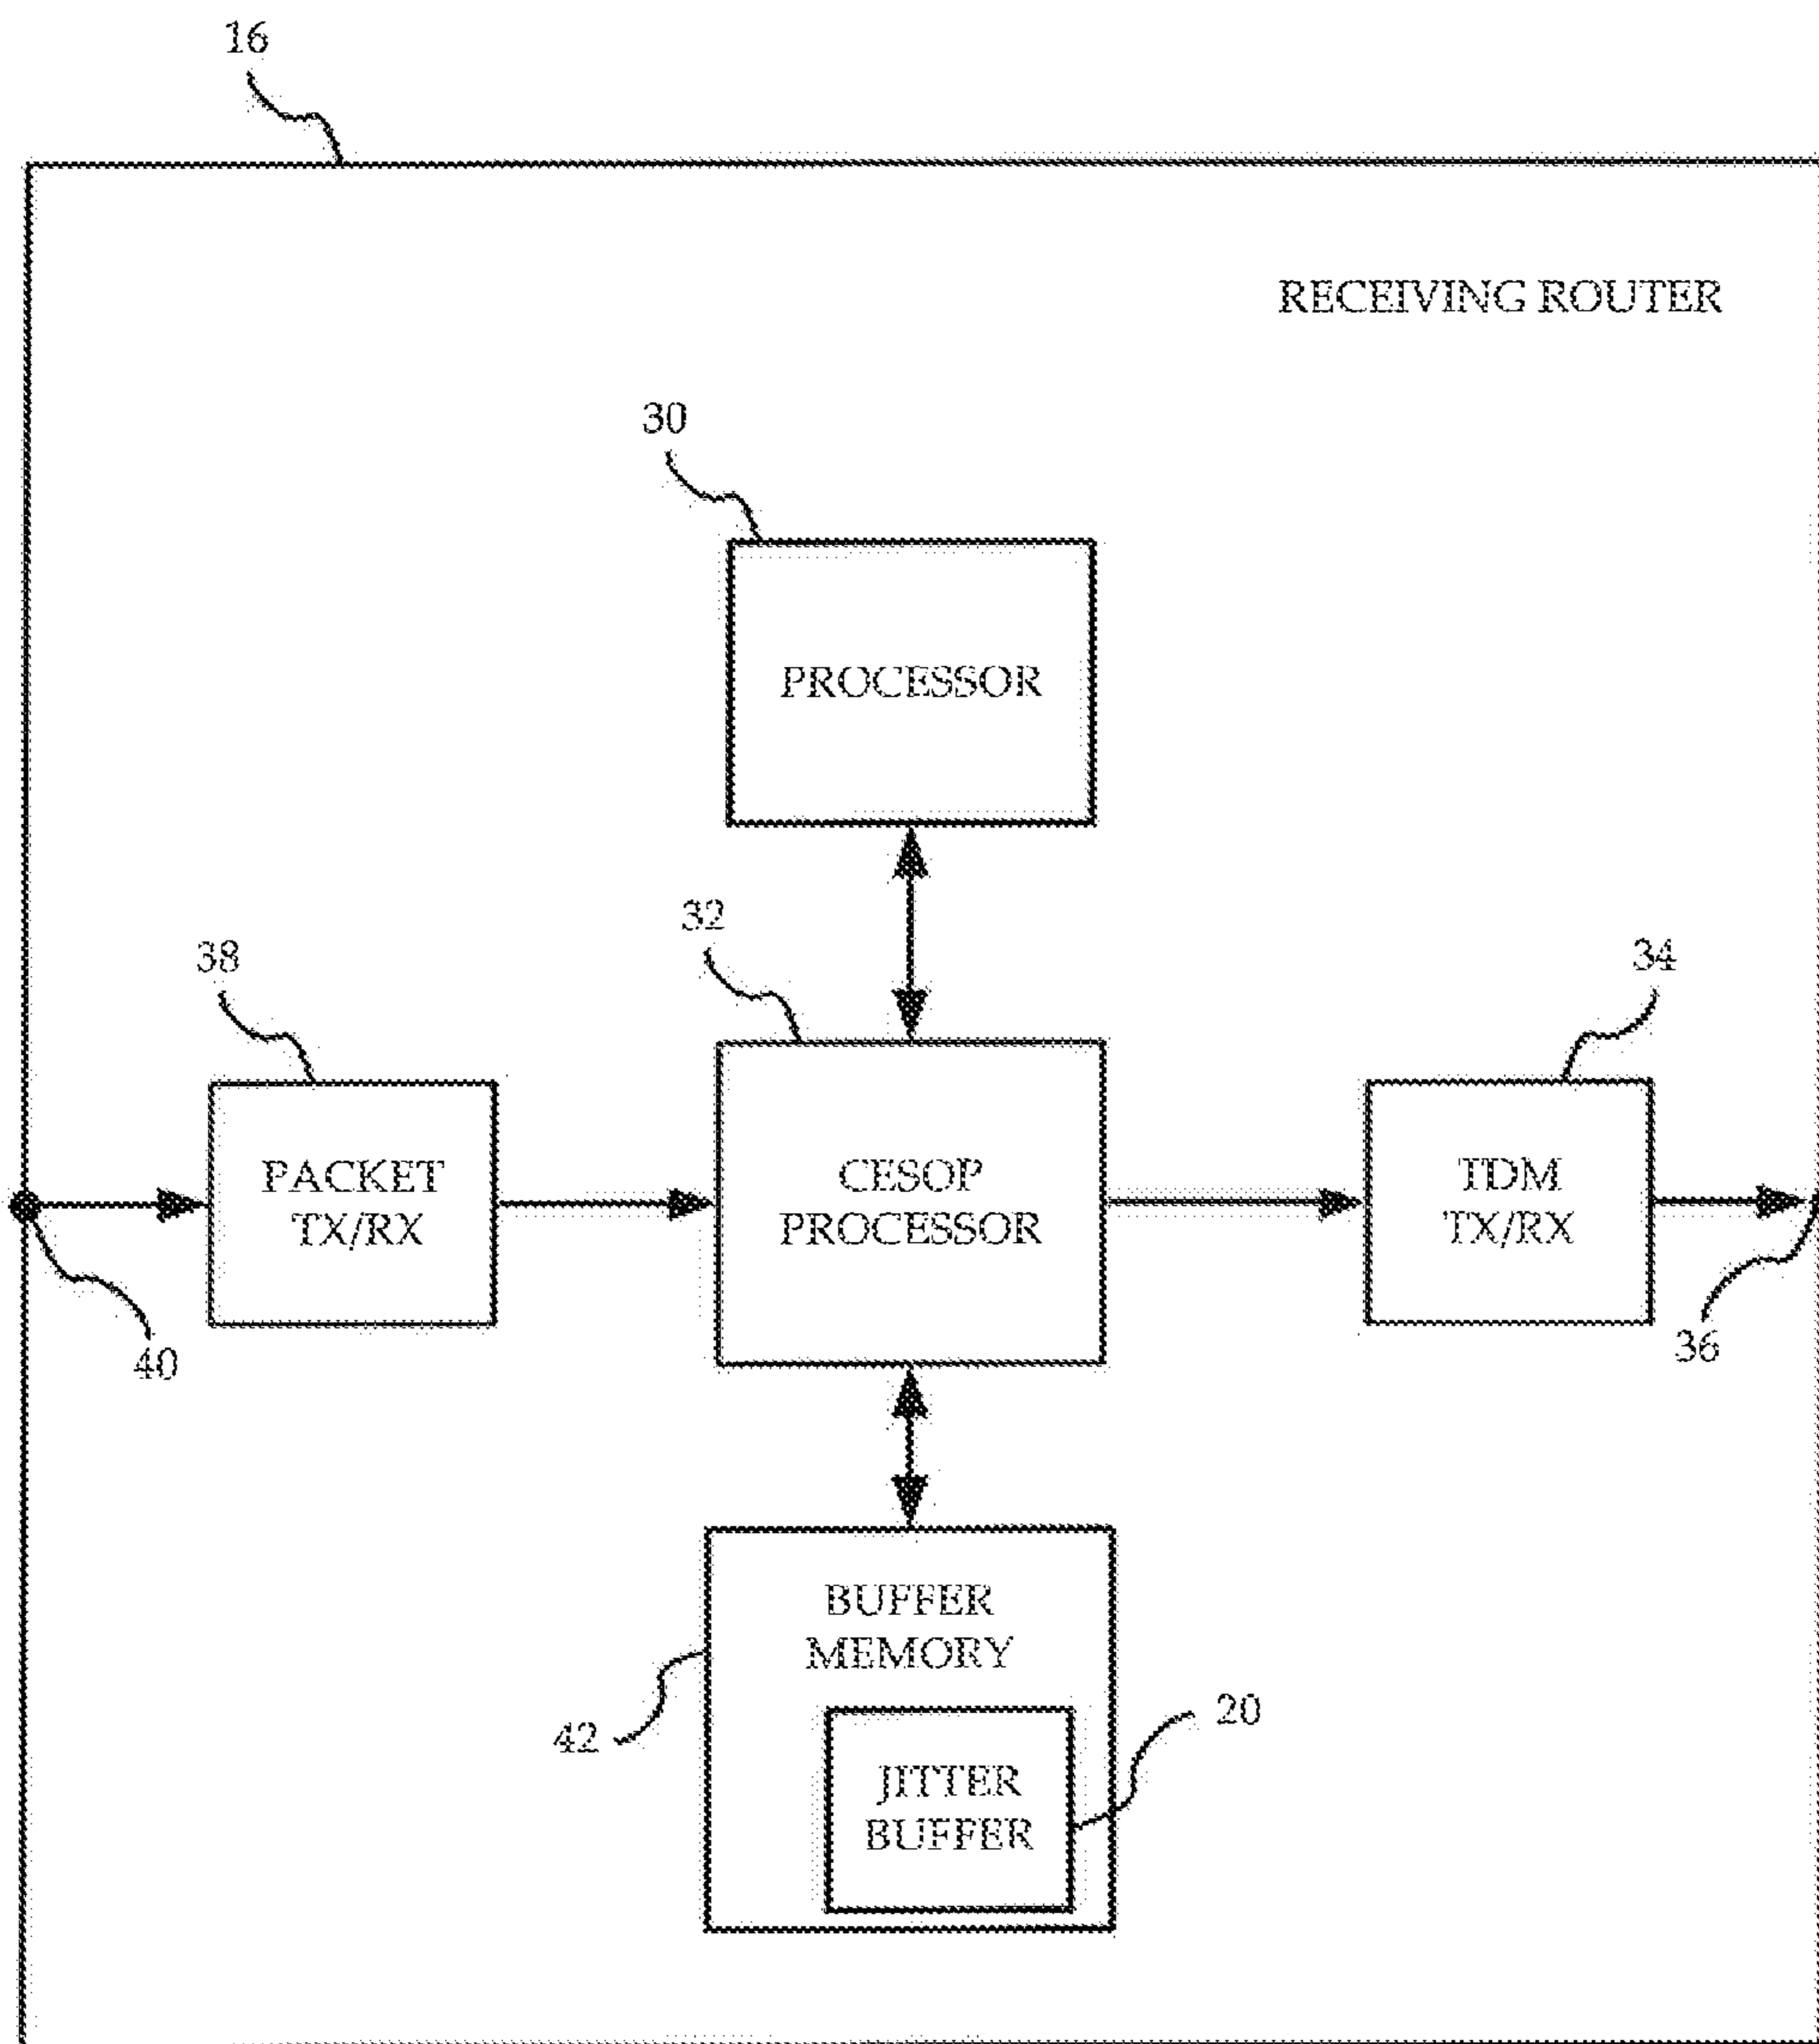 16
RECEIVING ROUTER
30
PROCESSOR
32
38
34
PACKET
TX/RX
CESOP
PROCESSOR
TDM
TX/RX
40
36
BUFFER
MEMORY
42
20
JITTER
BUFFER